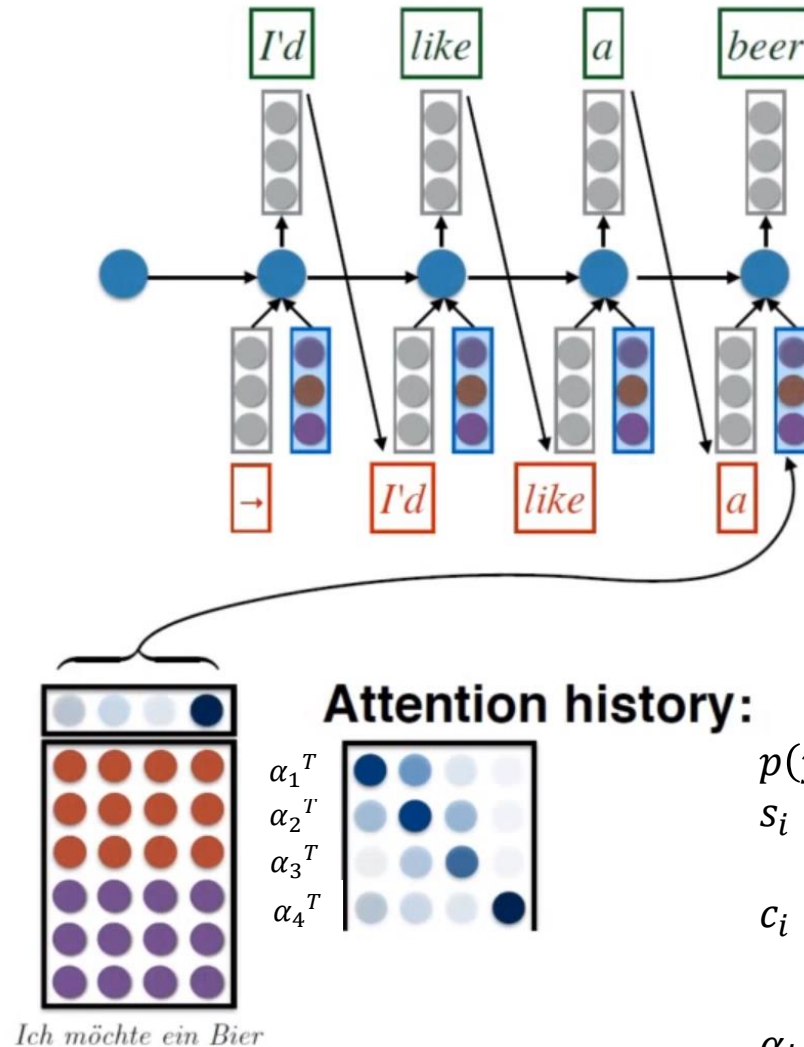 I'd like a beer
→ I'd like a
Attention history:
α₁ᵀ
α₂ᵀ
α₃ᵀ
α₄ᵀ
p(
sᵢ
cᵢ
Ich möchte ein Bier